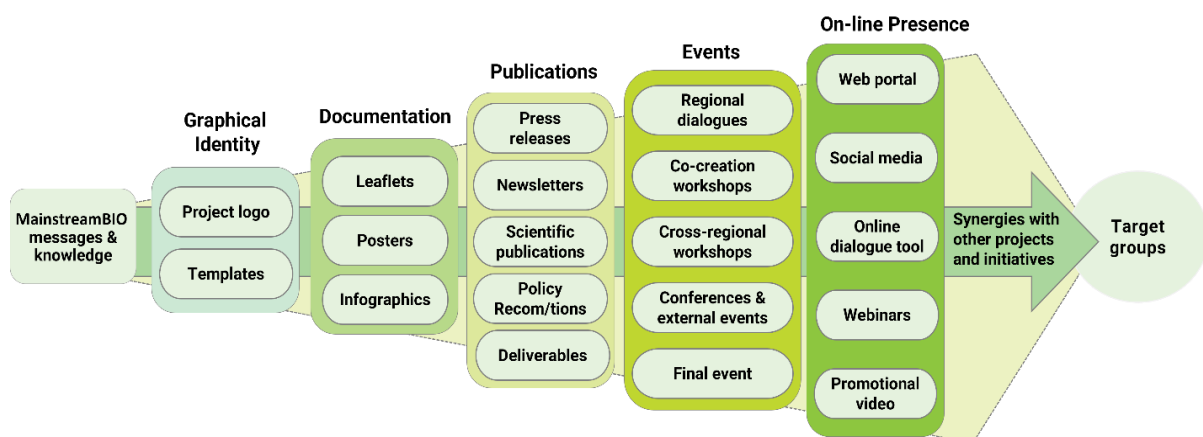 MainstreamBIO
messages &
knowledge
Graphical
Identity
Project logo
Templates
Documentation
Leaflets
Posters
Infographics
Publications
Press
releases
Newsletters
Scientific
publications
Policy
Recom/tions
Deliverables
Events
Regional
dialogues
Co-creation
workshops
Cross-regional
workshops
Conferences &
external events
Final event
On-line Presence
Web portal
Social media
Online
dialogue tool
Webinars
Promotional
video
Synergies with
other projects
and initiatives
Target
groups